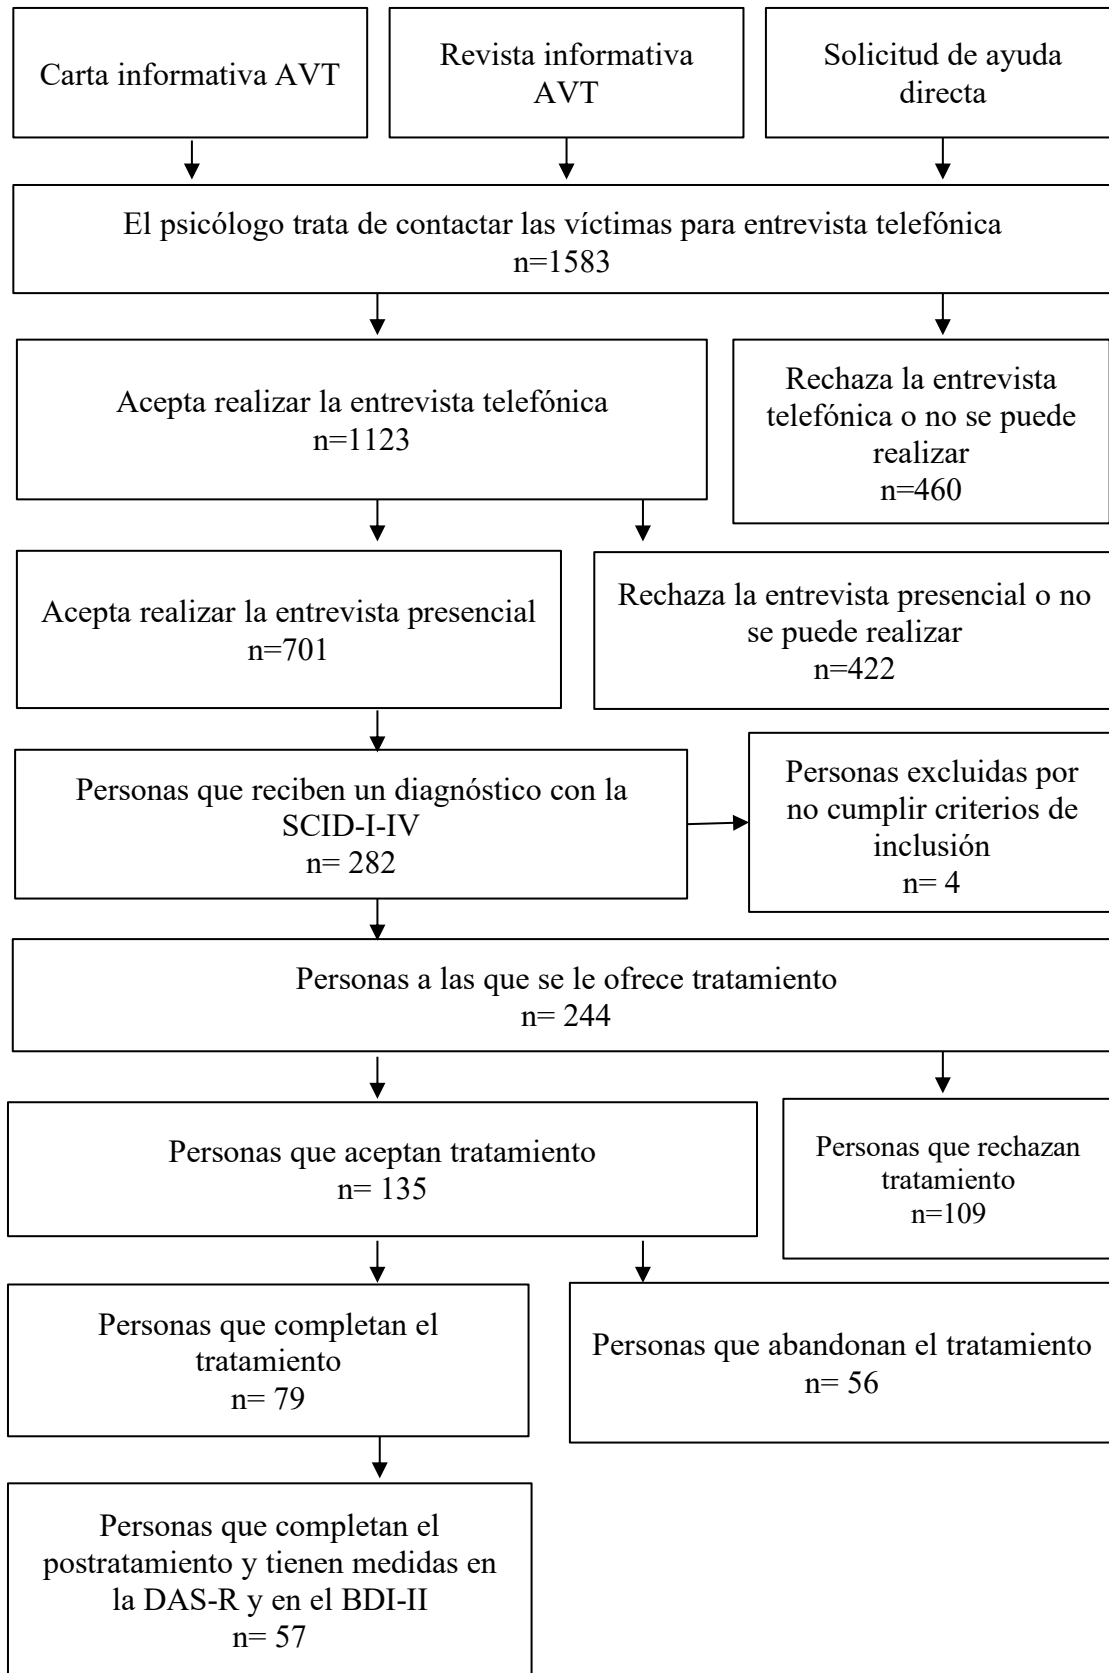 Carta informativa AVT
Revista informativa
AVT
Solicitud de ayuda
directa
El psicólogo trata de contactar las víctimas para entrevista telefónica
n=1583
Acepta realizar la entrevista telefónica
n=1123
Rechaza la entrevista
telefónica o no se puede
realizar
n=460
Acepta realizar la entrevista presencial
n=701
Rechaza la entrevista presencial o no
se puede realizar
n=422
Personas que reciben un diagnóstico con la
SCID-I-IV
n= 282
Personas excluidas por
no cumplir criterios de
inclusión
n= 4
Personas a las que se le ofrece tratamiento
n= 244
Personas que aceptan tratamiento
n= 135
Personas que rechazan
tratamiento
n=109
Personas que completan el
tratamiento
n= 79
Personas que abandonan el tratamiento
n= 56
Personas que completan el
postratamiento y tienen medidas en
la DAS-R y en el BDI-II
n= 57